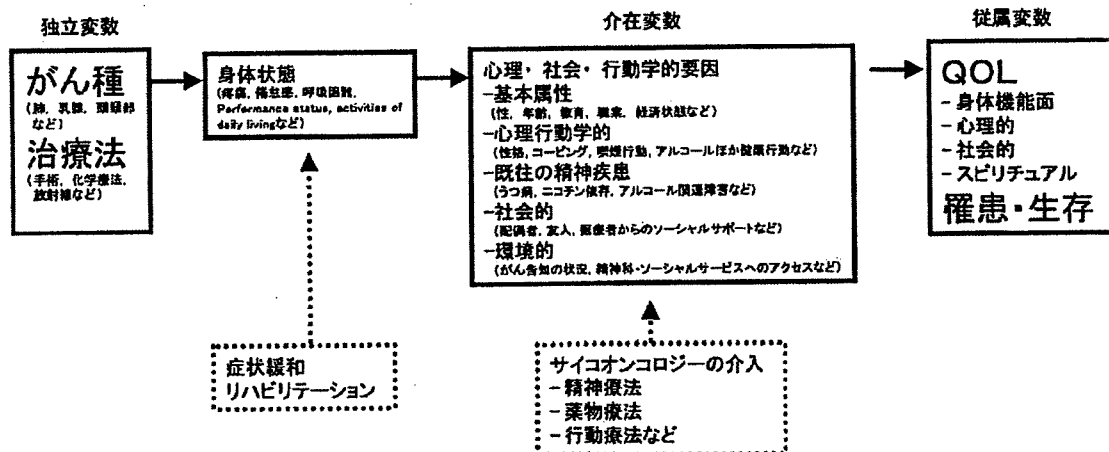 独立変数
がん種
(肺, 乳腺, 頭頸部
など)
治療法
(手術, 化学療法,
放射線など)
身体状態
(疼痛, 倦怠感, 呼吸困難,
Performance status, activities of
daily livingなど)
症状緩和
リハビリテーション
介在変数
心理・社会・行動学的要因
-基本属性
(性, 年齢, 教育, 職業, 経済状態など)
-心理行動学的
(性格, コーピング, 喫煙行動, アルコールほか健康行動など)
-既往の精神疾患
(うつ病, ニコチン依存, アルコール関連障害など)
-社会的
(配偶者, 友人, 医療者からのソーシャルサポートなど)
-環境的
(がん告知の状況, 精神科・ソーシャルサービスへのアクセスなど)
サイコオンコロジーの介入
-精神療法
-薬物療法
-行動療法など
従属変数
QOL
-身体機能面
-心理的
-社会的
-スピリチュアル
罹患・生存